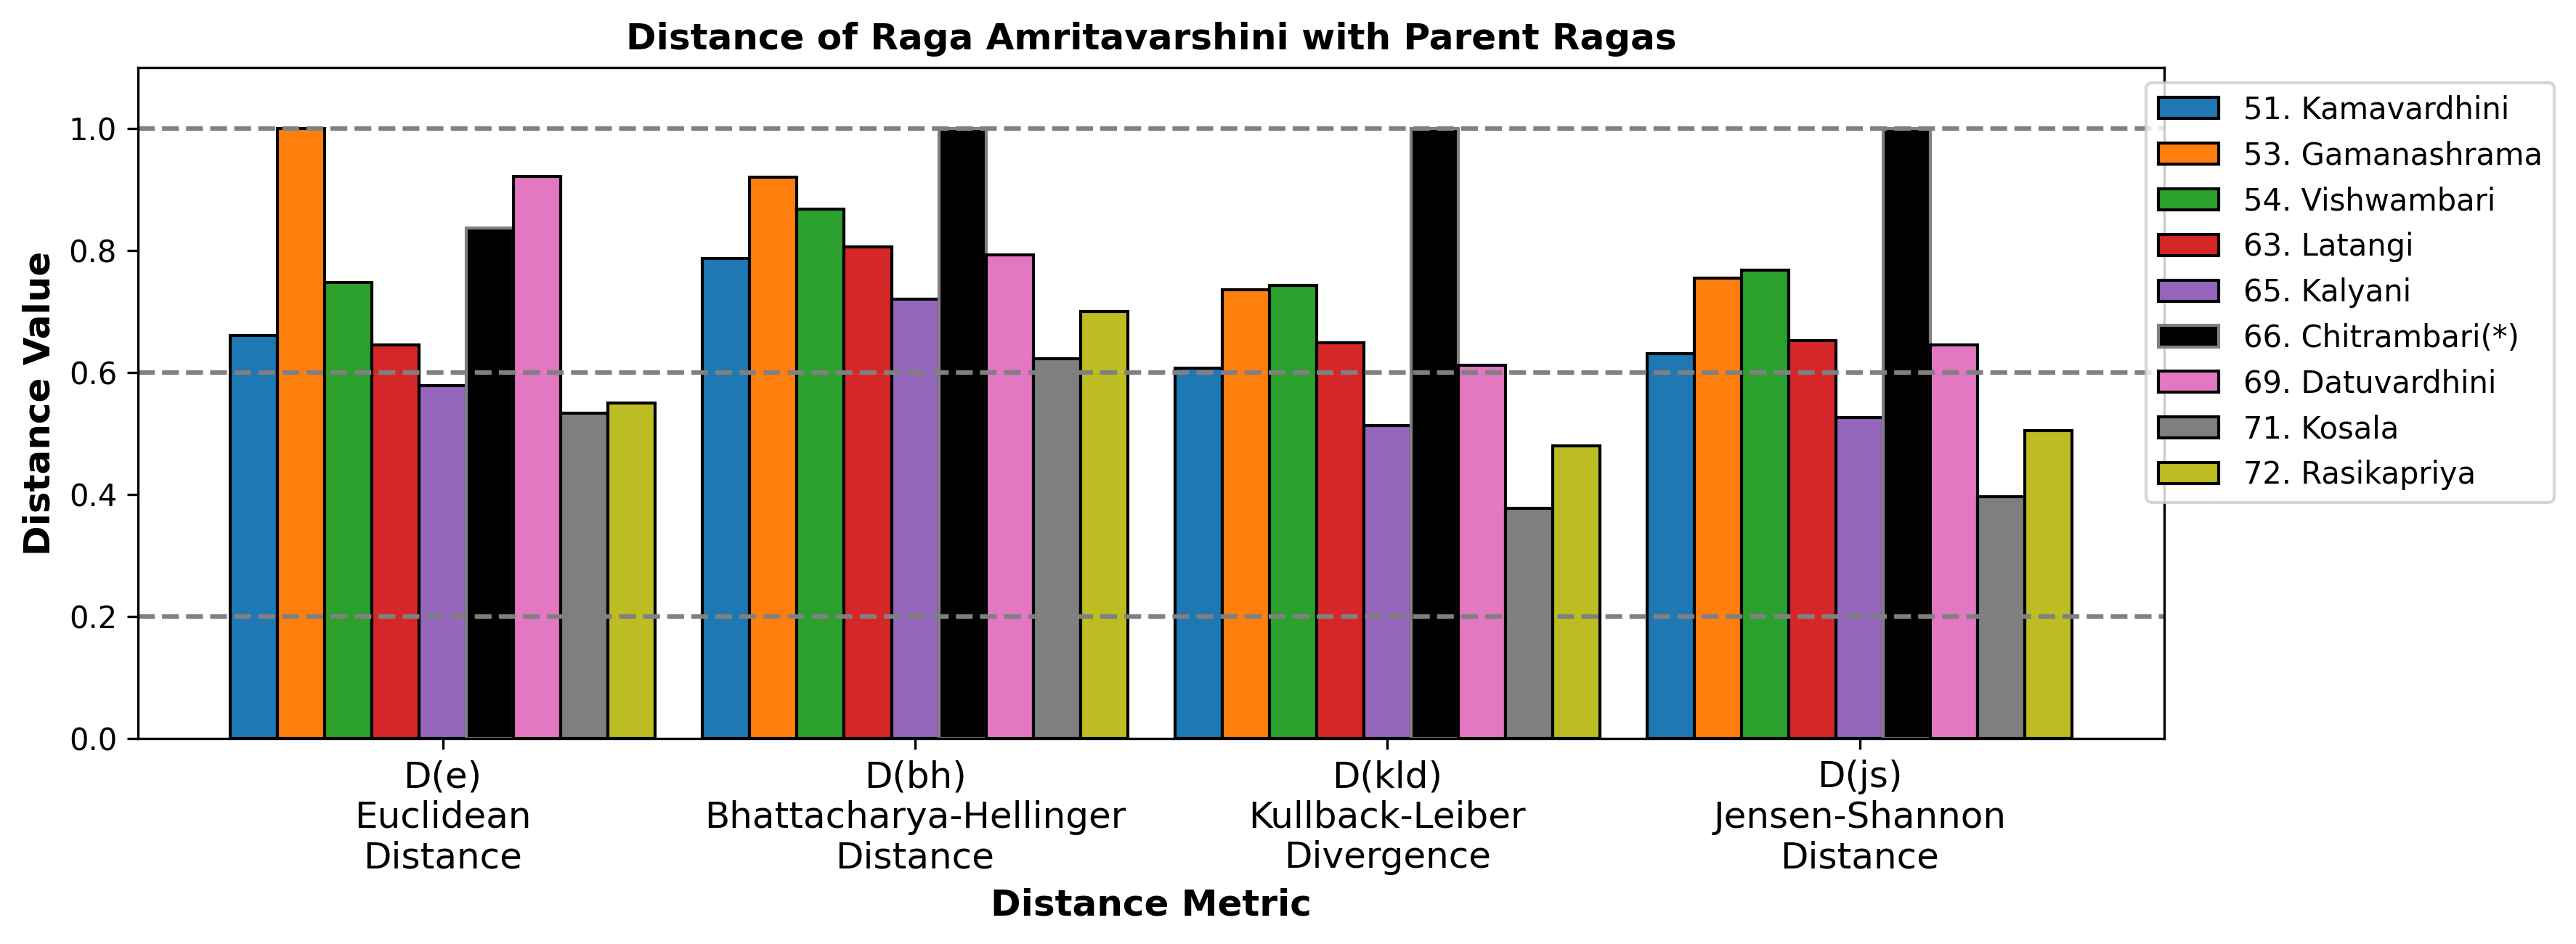 Distance of Raga Amritavarshini with Parent Ragas
1.0
0.8
0.6
0.4
0.2
0.0
Distance Value
51. Kamavardhini
53. Gamanashrama
54. Vishwambari
63. Latangi
65. Kalyani
66. Chitrambari(*)
69. Datuvardhini
71. Kosala
72. Rasikapriya
D(e)
Euclidean
Distance
D(bh)
Bhattacharya-Hellinger
Distance
D(kld)
Kullback-Leiber
Divergence
D(js)
Jensen-Shannon
Distance
Distance Metric